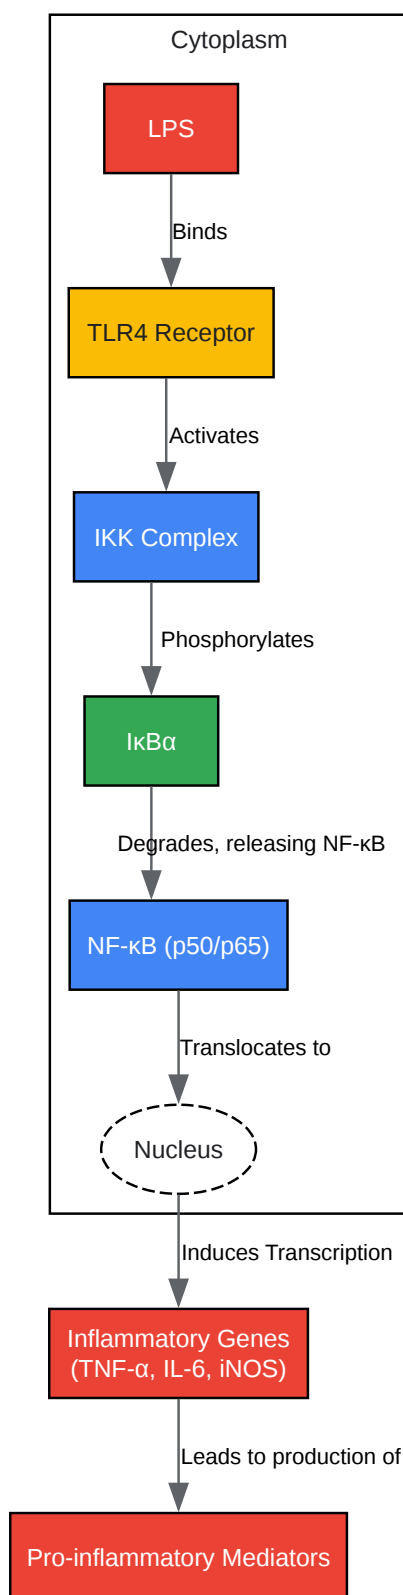 Cytoplasm
LPS
Binds
TLR4 Receptor
Activates
IKK Complex
Phosphorylates
IκBα
Degrades, releasing NF-κB
NF-κB (p50/p65)
Translocates to
Nucleus
Induces Transcription
Inflammatory Genes
(TNF-α, IL-6, iNOS)
Leads to production of
Pro-inflammatory Mediators